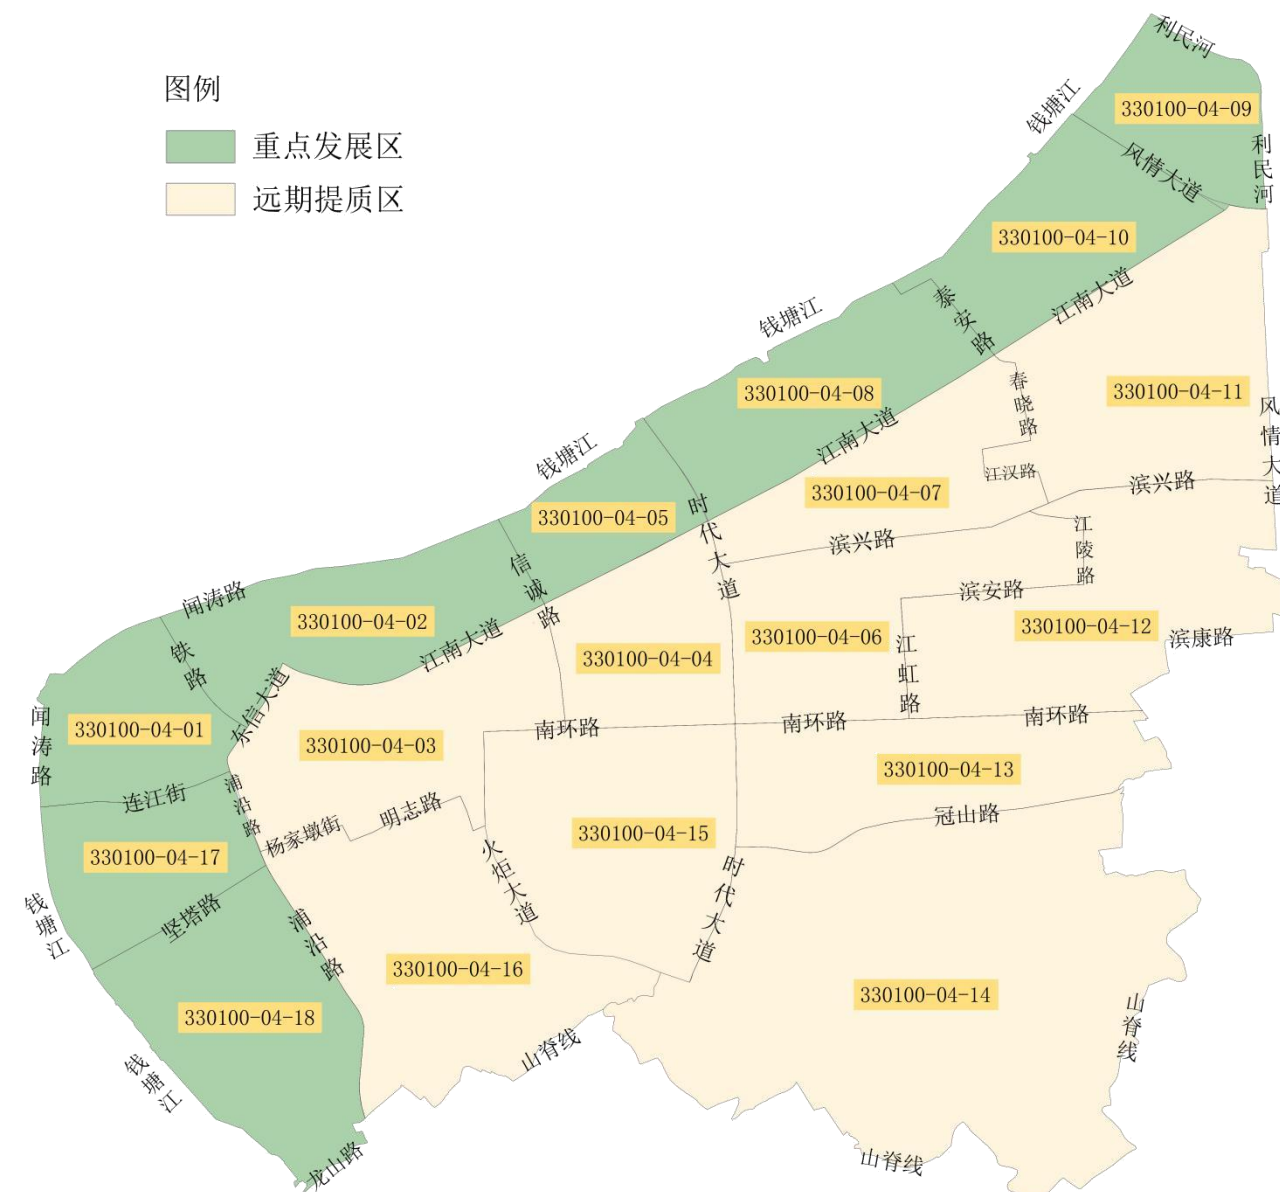 利民河
图例
钱塘江
330100-04-09
重点发展区
利民河
风情大道
远期提质区
330100-04-10
江南大道
泰安路
钱塘江
330100-04-08
春晓路
330100-04-11
风情大道
江南大道
钱塘江
江汉路
滨兴路
330100-04-07
时代大道
330100-04-05
滨兴路
江陵路
信诚路
滨安路
闻涛路
330100-04-02
江南大道
330100-04-12
滨康路
330100-04-06
江虹路
330100-04-04
铁路
东信大道
闻涛路
330100-04-01
南环路
南环路
南环路
330100-04-03
330100-04-13
连江街
浦沿路
明志路
冠山路
杨家墩街
330100-04-15
330100-04-17
火炬大道
时代大道
坚塔路
钱塘江
浦沿路
330100-04-16
330100-04-14
330100-04-18
山脊线
山脊线
钱塘江
龙山路
山脊线